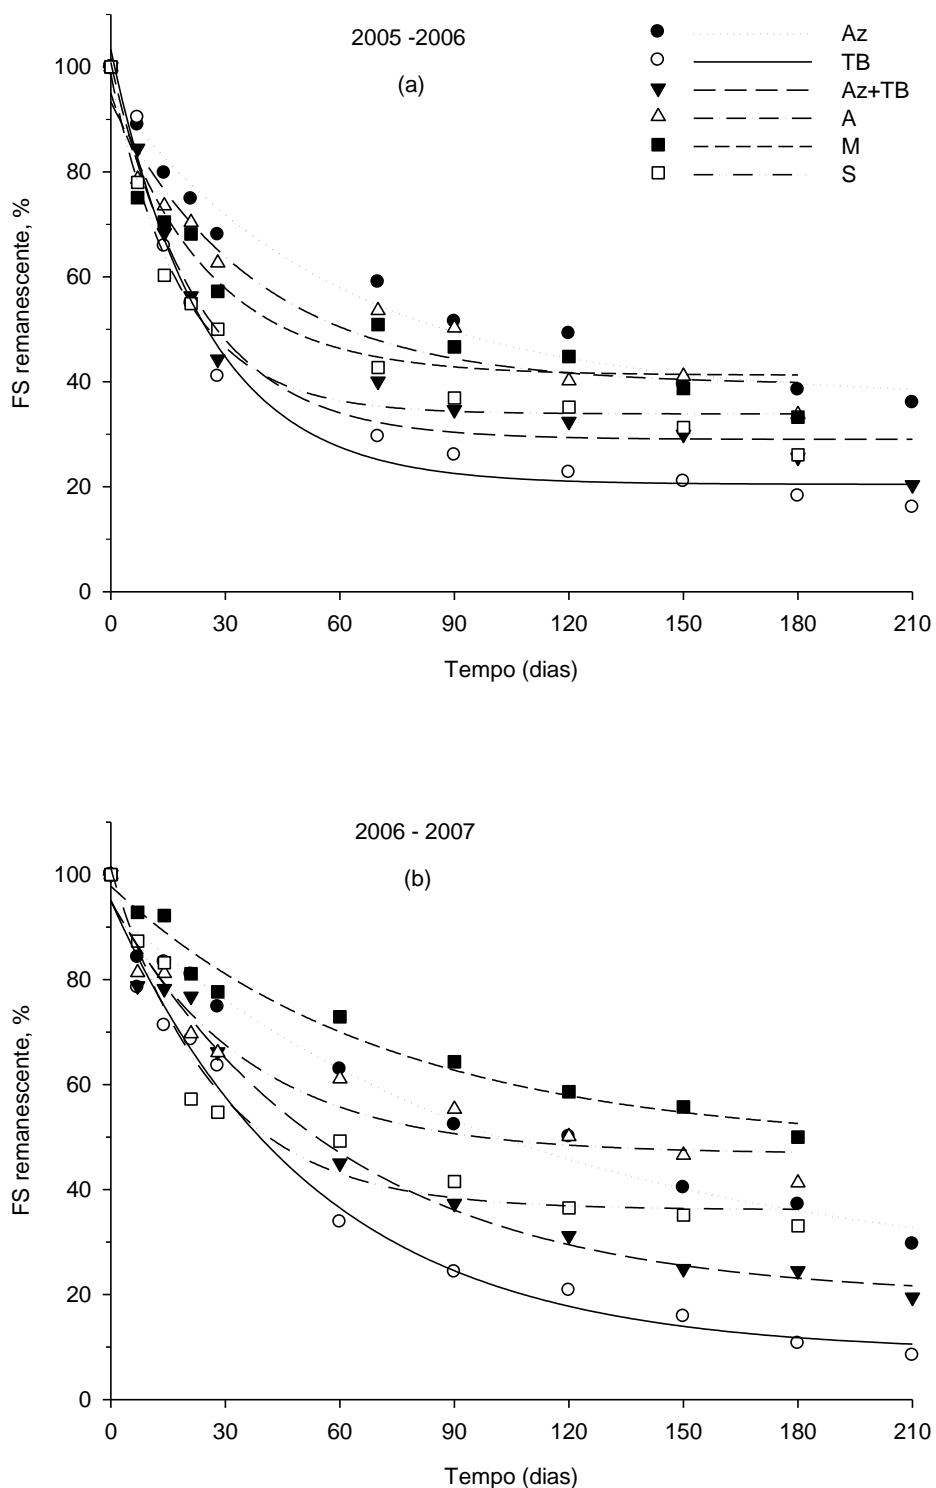 2005 -2006
(a)
Az
TB
Az+TB
A
M
S
FS remanescente, %
100
80
60
40
20
0
0 30 60 90 120 150 180 210
Tempo (dias)
2006 - 2007
(b)
FS remanescente, %
100
80
60
40
20
0
0 30 60 90 120 150 180 210
Tempo (dias)